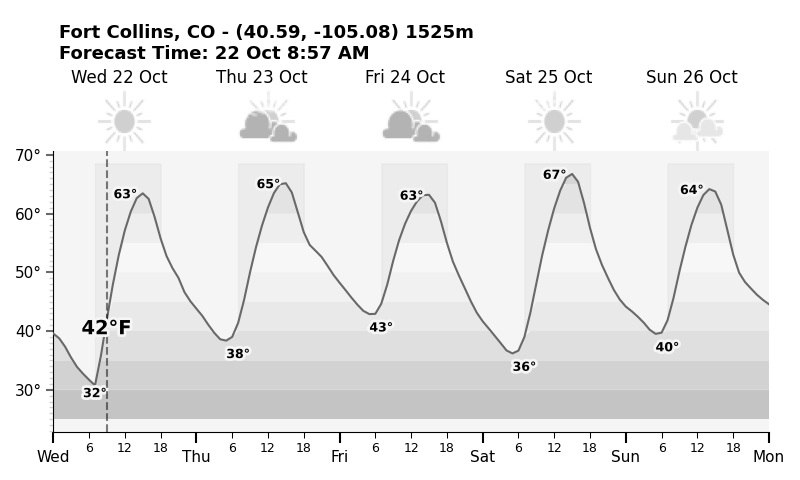 Fort Collins, CO - (40.59, -105.08) 1525m
Forecast Time: 22 Oct 8:57 AM
Wed 22 Oct Thu 23 Oct Fri 24 Oct Sat 25 Oct Sun 26 Oct
70°
63° 65° 63° 67° 64°
60°
50°
40°
42°F 38° 43° 36° 40°
30°
32°
6 12 18 6 12 18 6 12 18 6 12 18 6 12 18
Wed Thu Fri Sat Sun Mon